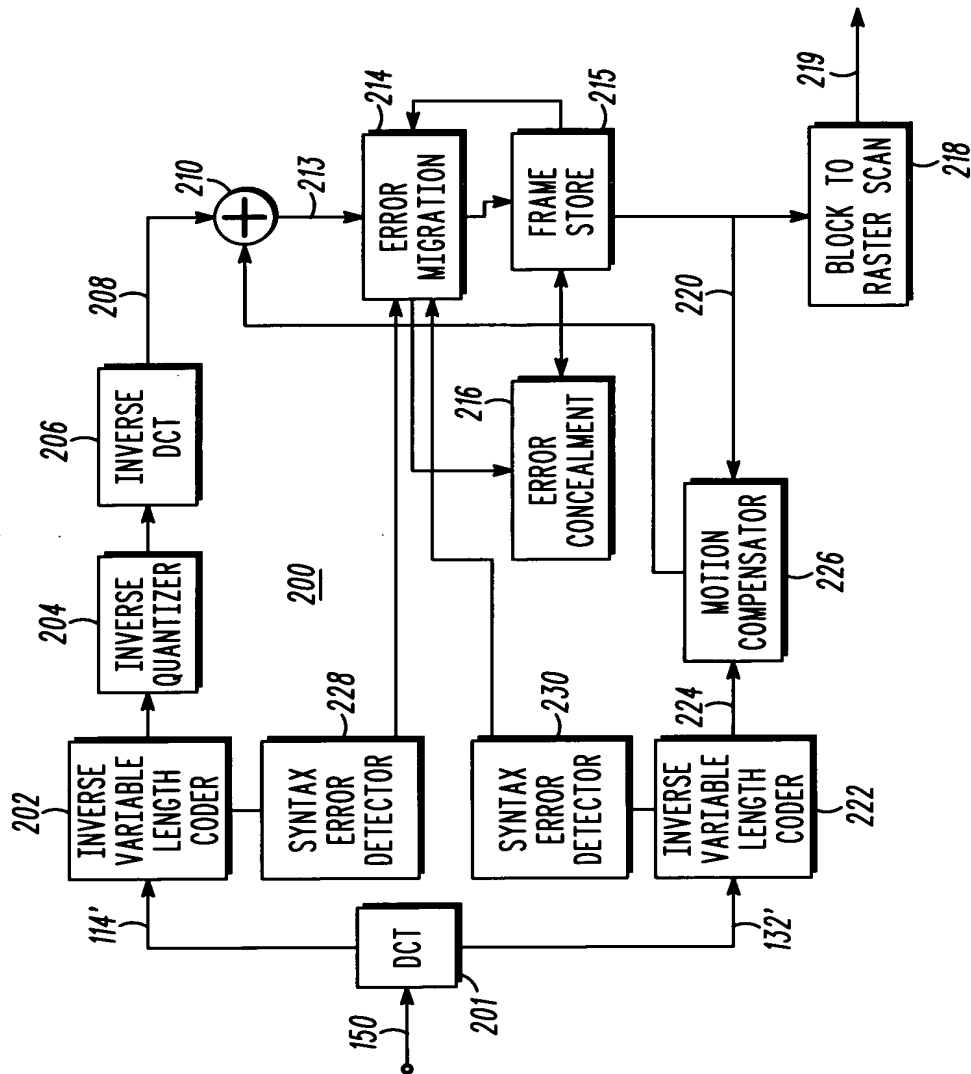 150
DCT
201
114'
132'
202
INVERSE
VARIABLE
LENGTH
CODER
204
INVERSE
QUANTIZER
206
INVERSE
DCT
208
210
+
213
SYNTAX
ERROR
DETECTOR
228
200
ERROR
MIGRATION
214
SYNTAX
ERROR
DETECTOR
230
216
ERROR
CONCEALMENT
FRAME
STORE
215
INVERSE
VARIABLE
LENGTH
CODER
222
224
MOTION
COMPENSATOR
226
220
BLOCK TO
RASTER SCAN
218
219